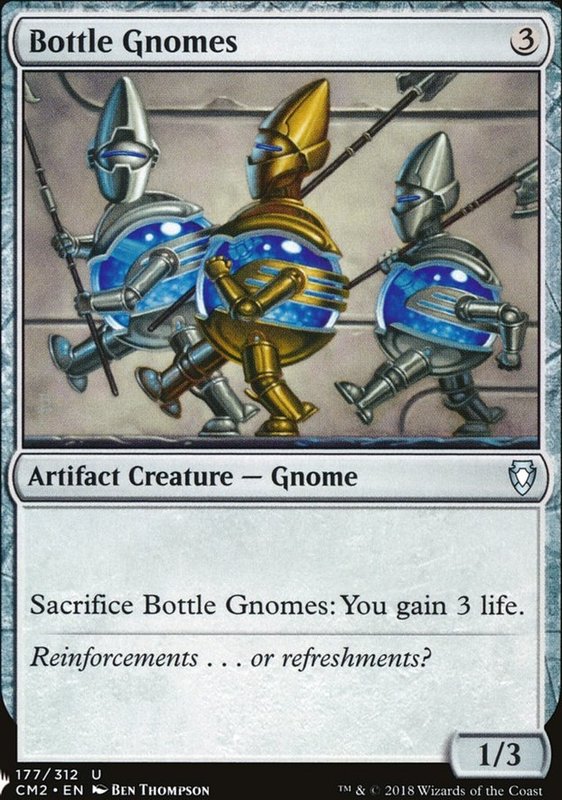 Bottle Gnomes 3
Artifact Creature — Gnome
Sacrifice Bottle Gnomes: You gain 3 life.
Reinforcements . . . or refreshments?
1/3
177/312 U
CM2 • EN Ben Thompson
™ & © 2018 Wizards of the Coast